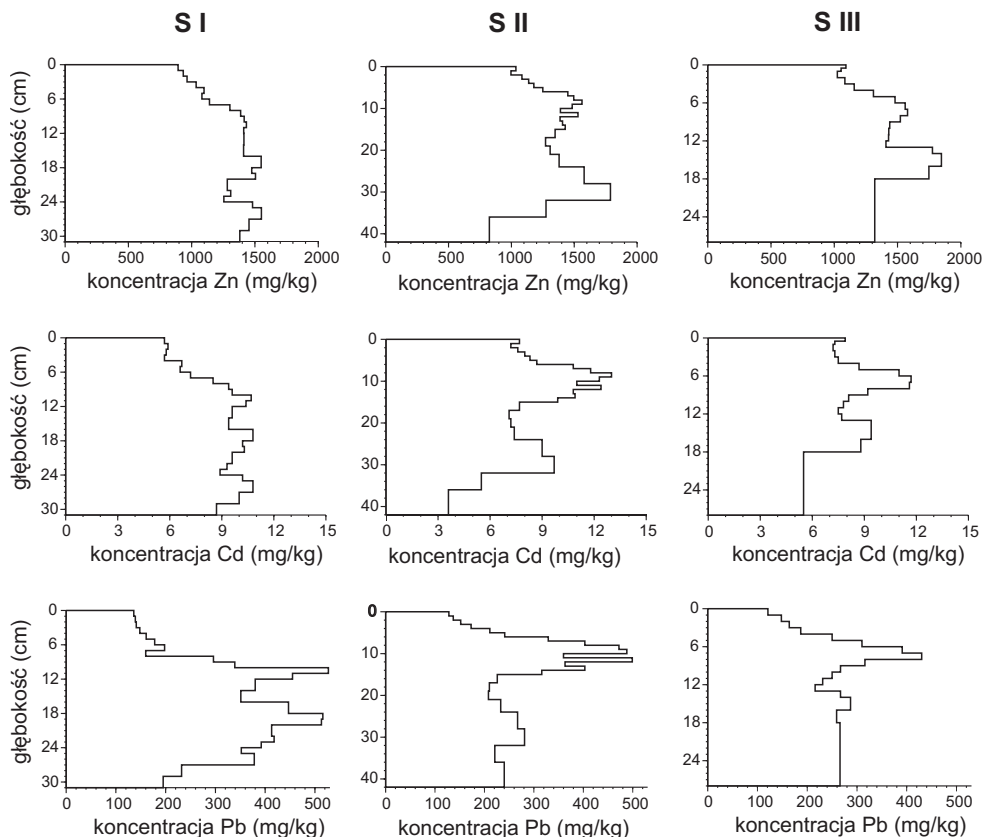 S I
S II
S III
głębokość (cm)
0
6
12
18
24
30
0 500 1000 1500 2000
koncentracja Zn (mg/kg)
0
10
20
30
40
0 500 1000 1500 2000
koncentracja Zn (mg/kg)
0
6
12
18
24
0 500 1000 1500 2000
koncentracja Zn (mg/kg)
głębokość (cm)
0
6
12
18
24
30
0 3 6 9 12 15
koncentracja Cd (mg/kg)
0
10
20
30
40
0 3 6 9 12 15
koncentracja Cd (mg/kg)
0
6
12
18
24
0 3 6 9 12 15
koncentracja Cd (mg/kg)
głębokość (cm)
0
6
12
18
24
30
0 100 200 300 400 500
koncentracja Pb (mg/kg)
0
10
20
30
40
0 100 200 300 400 500
koncentracja Pb (mg/kg)
0
6
12
18
24
0 100 200 300 400 500
koncentracja Pb (mg/kg)